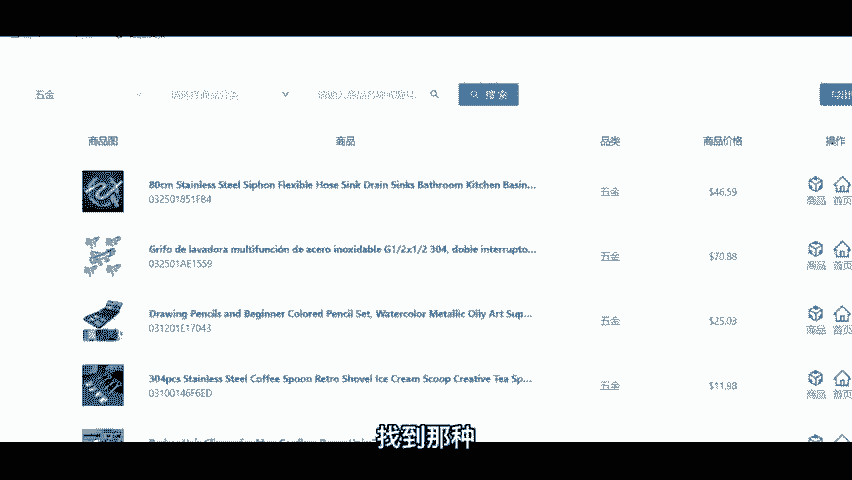 五金
搜索
商品图 商品 品类 商品价格 操作
80cm Stainless Steel Siphon Flexible Hose Sink Drain Sinks Bathroom Kitchen Basin...
032501851FB4
五金 $46.59 商品 首页
Grifo de lavadora multifunción de acero inoxidable G1/2x1/2 304, doble interrupto...
032501AE1559
五金 $70.88 商品 首页
Drawing Pencils and Beginner Colored Pencil Set, Watercolor Metallic Oily Art Sup...
031201E17043
五金 $25.03 商品 首页
304pcs Stainless Steel Coffee Spoon Retro Shovel Ice Cream Scoop Creative Tea Sp...
03100146F6ED
五金 $11.98 商品 首页
找到那种